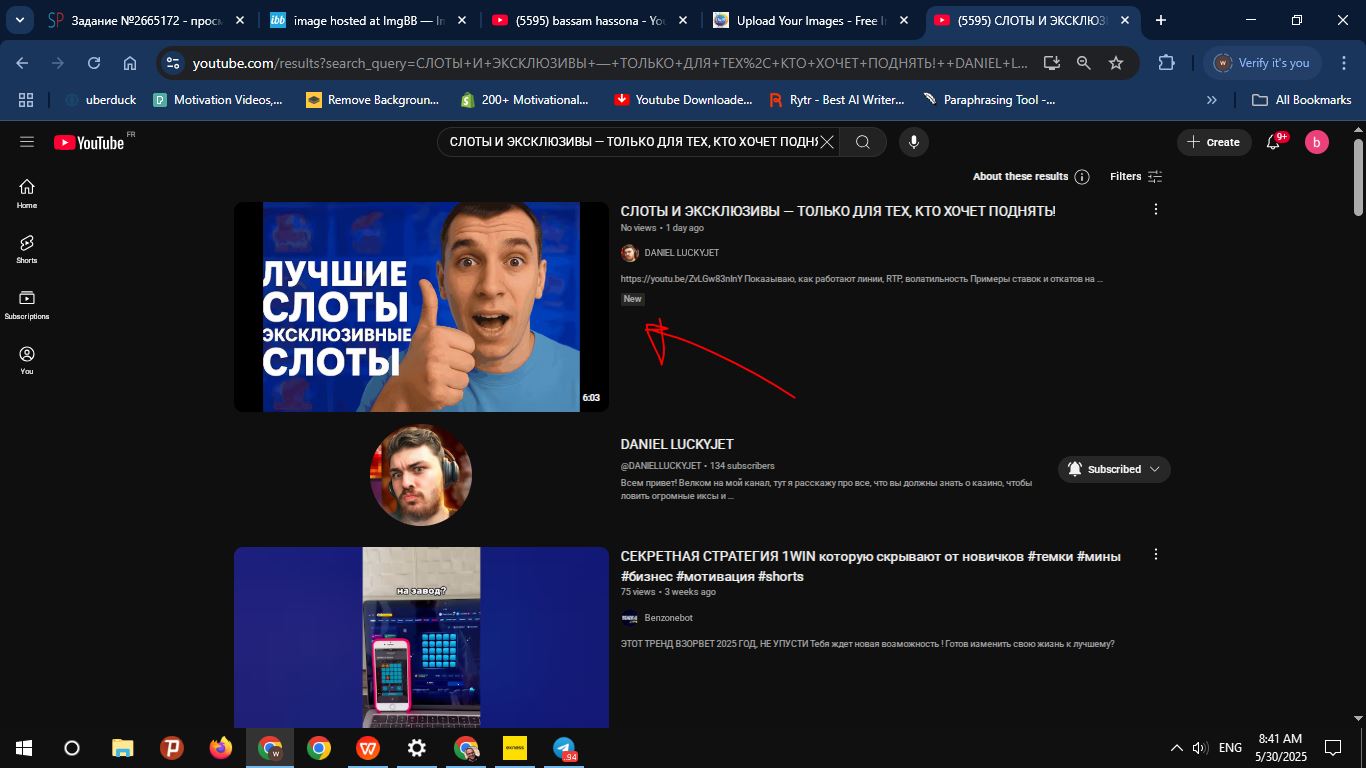 Задание №2665172 - просм
image hosted at ImgBB — Im
(5595) bassam hassona - You
Upload Your Images - Free I
(5595) СЛОТЫ И ЭКСКЛЮЗИ
youtube.com/results?search_query=СЛОТЫ+И+ЭКСКЛЮЗИВЫ+—+ТОЛЬКО+ДЛЯ+ТЕХ%2C+КТО+ХОЧЕТ+ПОДНЯТЬ!++DANIEL+L...
Verify it's you
uberduck
Motivation Videos,...
Remove Backgroun...
200+ Motivational...
Youtube Downloade...
Rytr - Best AI Writer...
Paraphrasing Tool -...
All Bookmarks
YouTube FR
СЛОТЫ И ЭКСКЛЮЗИВЫ — ТОЛЬКО ДЛЯ ТЕХ, КТО ХОЧЕТ ПОДНЯ
Create
9+
b
About these results
Filters
Home
Shorts
Subscriptions
You
ЛУЧШИЕ
СЛОТЫ
ЭКСКЛЮЗИВНЫЕ
СЛОТЫ
6:03
СЛОТЫ И ЭКСКЛЮЗИВЫ — ТОЛЬКО ДЛЯ ТЕХ, КТО ХОЧЕТ ПОДНЯТЬ!
No views • 1 day ago
DANIEL LUCKYJET
https://youtu.be/ZvLGw83nInY Показываю, как работают линии, RTP, волатильность Примеры ставок и откатов на ...
New
DANIEL LUCKYJET
@DANIELLUCKYJET • 134 subscribers
Всем привет! Велком на мой канал, тут я расскажу про все, что вы должны знать о казино, чтобы
ловить огромные иксы и ...
Subscribed
на завод?
СЕКРЕТНАЯ СТРАТЕГИЯ 1WIN которую скрывают от новичков #темки #мины
#бизнес #мотивация #shorts
75 views • 3 weeks ago
Benzonebot
ЭТОТ ТРЕНД ВЗОРВЕТ 2025 ГОД, НЕ УПУСТИ Тебя ждет новая возможность ! Готов изменить свою жизнь к лучшему?
exness
94
ENG
8:41 AM
5/30/2025